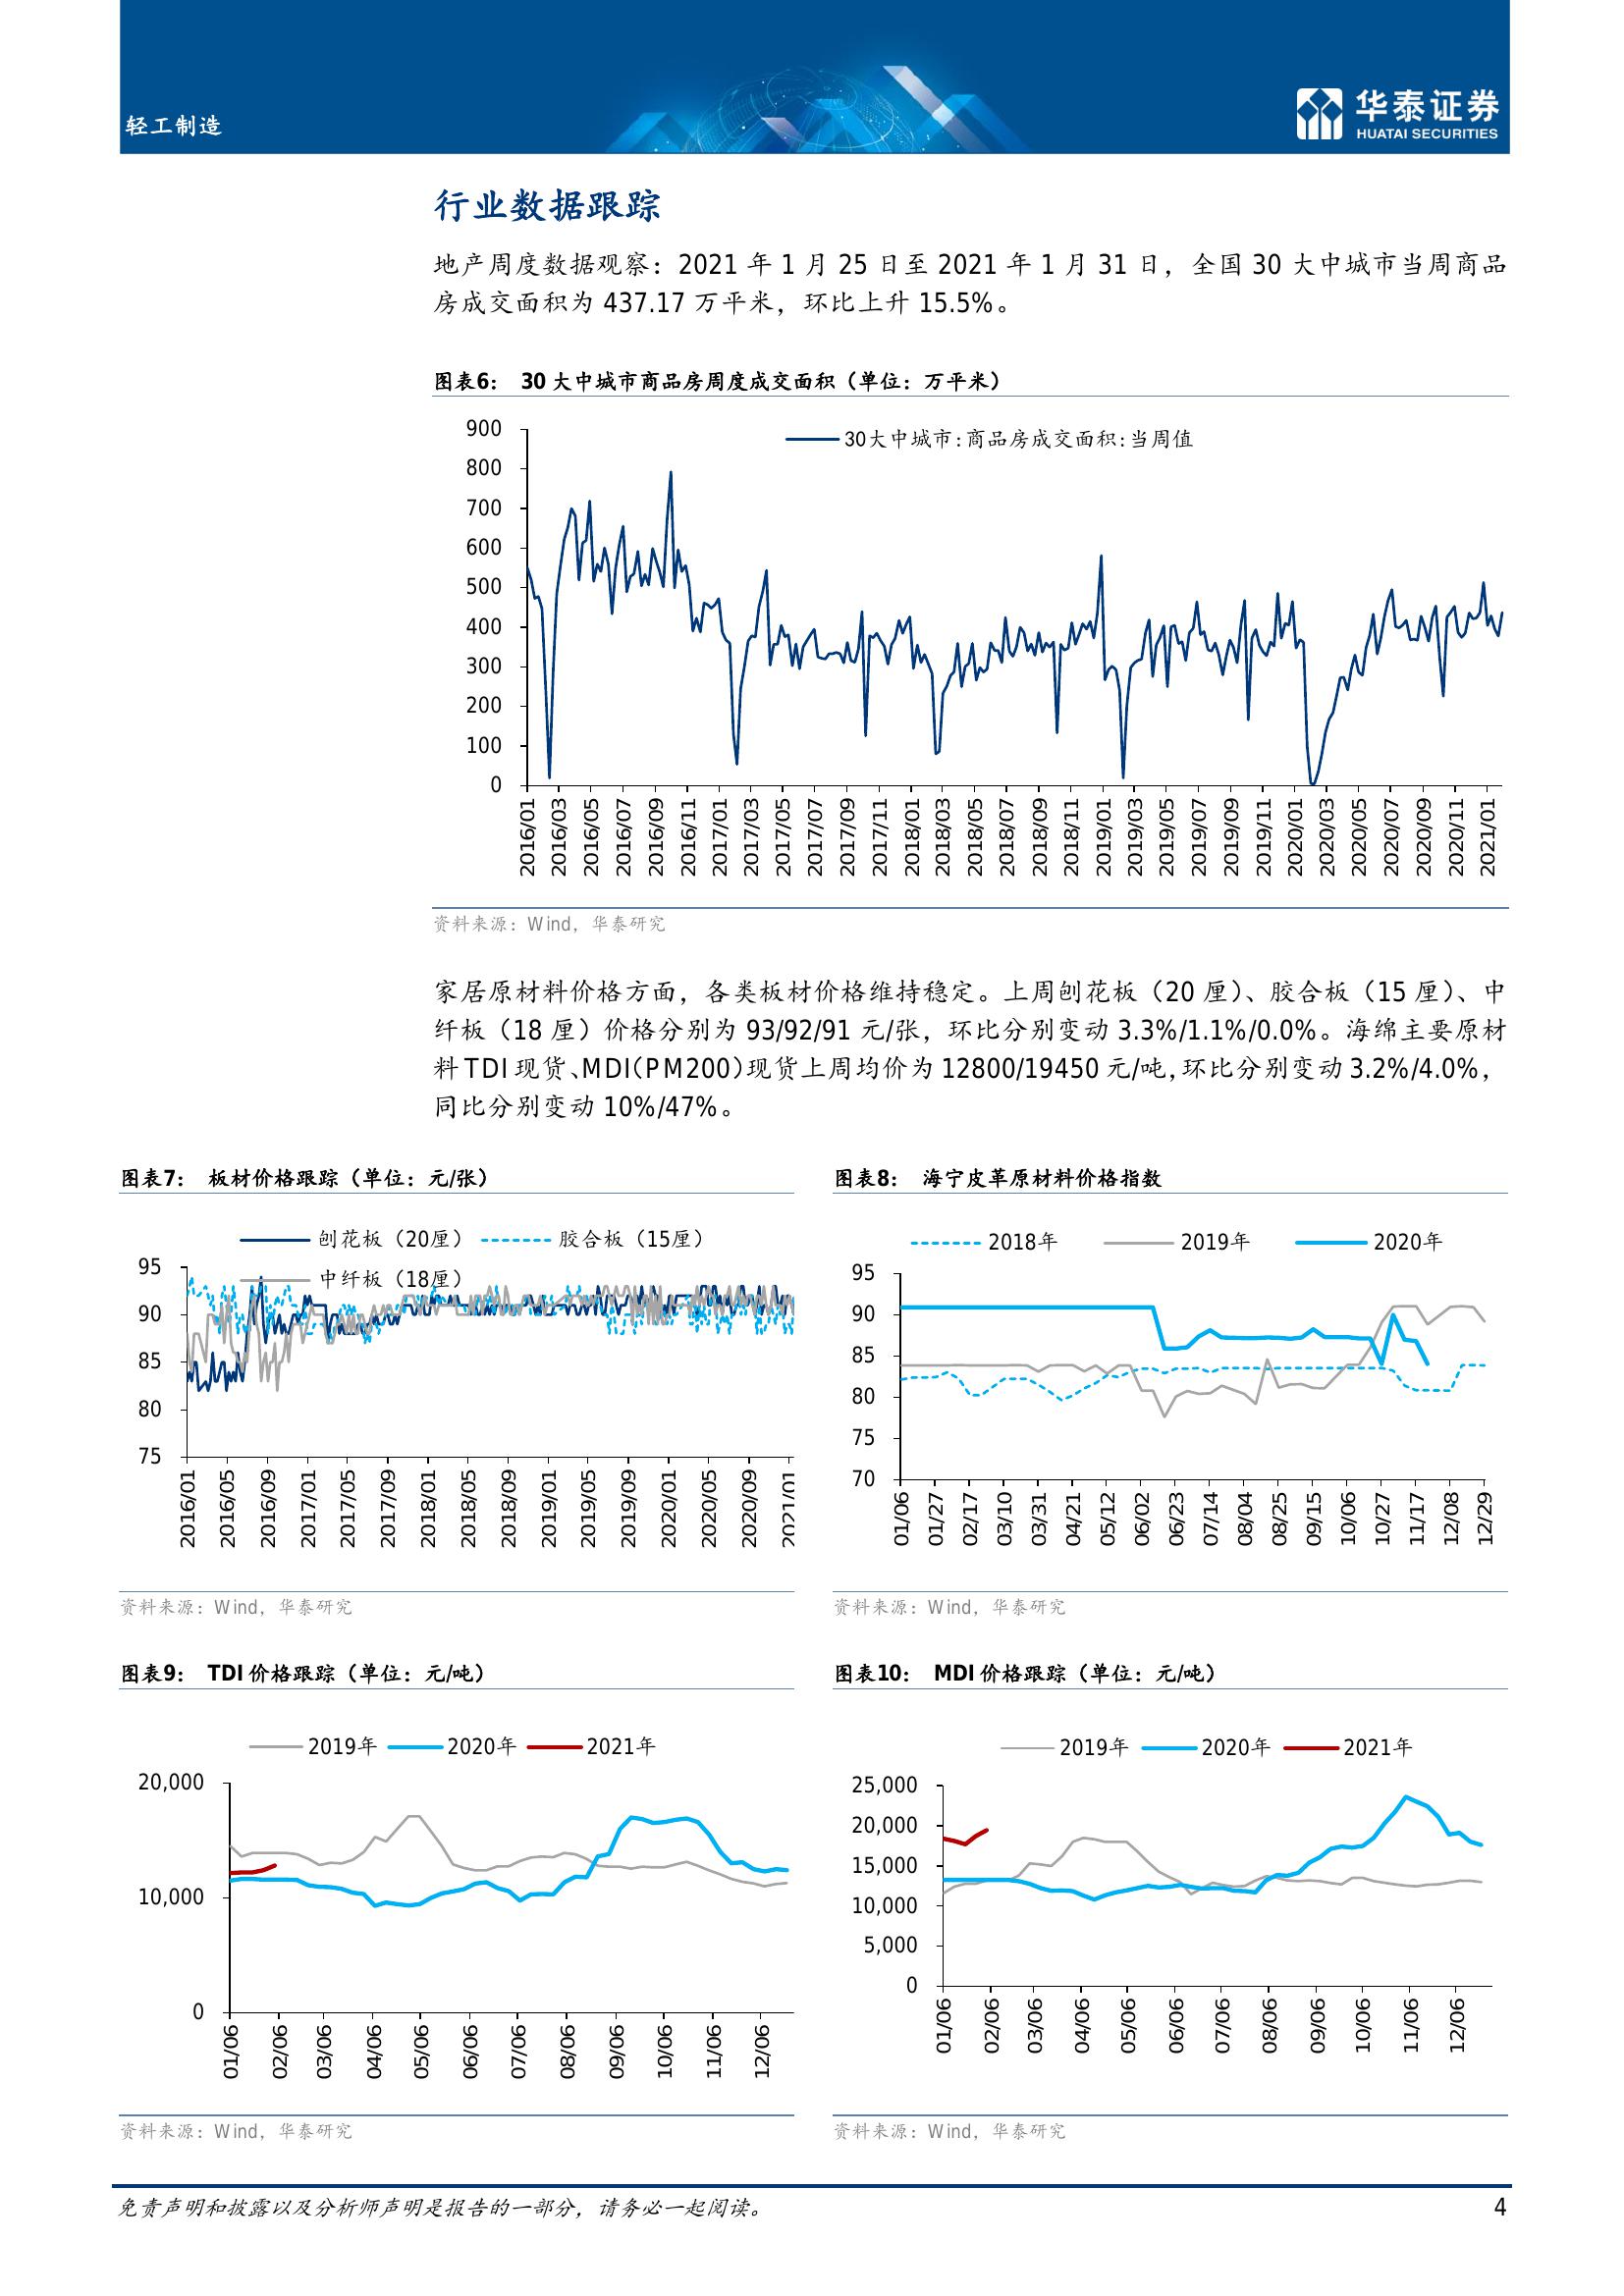 轻工制造
华泰证券
HUATAI SECURITIES
行业数据跟踪
地产周度数据观察：2021 年 1 月 25 日至 2021 年 1 月 31 日，全国 30 大中城市当周商品
房成交面积为 437.17 万平米，环比上升 15.5%。
图表6： 30 大中城市商品房周度成交面积（单位：万平米）
30大中城市:商品房成交面积:当周值
900
800
700
600
500
400
300
200
100
0
2016/01 2016/03 2016/05 2016/07 2016/09 2016/11 2017/01 2017/03 2017/05 2017/07 2017/09 2017/11 2018/01 2018/03 2018/05 2018/07 2018/09 2018/11 2019/01 2019/03 2019/05 2019/07 2019/09 2019/11 2020/01 2020/03 2020/05 2020/07 2020/09 2020/11 2021/01
资料来源：Wind，华泰研究
家居原材料价格方面，各类板材价格维持稳定。上周刨花板（20 厘）、胶合板（15 厘）、中
纤板（18 厘）价格分别为 93/92/91 元/张，环比分别变动 3.3%/1.1%/0.0%。海绵主要原材
料 TDI 现货、MDI（PM200）现货上周均价为 12800/19450 元/吨，环比分别变动 3.2%/4.0%，
同比分别变动 10%/47%。
图表7： 板材价格跟踪（单位：元/张）
刨花板（20厘） 胶合板（15厘）
中纤板（18厘）
95
90
85
80
75
2016/01 2016/05 2016/09 2017/01 2017/05 2017/09 2018/01 2018/05 2018/09 2019/01 2019/05 2019/09 2020/01 2020/05 2020/09 2021/01
资料来源：Wind，华泰研究
图表8： 海宁皮革原材料价格指数
2018年 2019年 2020年
95
90
85
80
75
70
01/06 01/27 02/17 03/10 03/31 04/21 05/12 06/02 06/23 07/14 08/04 08/25 09/15 10/06 10/27 11/17 12/08 12/29
资料来源：Wind，华泰研究
图表9： TDI 价格跟踪（单位：元/吨）
2019年 2020年 2021年
20,000
10,000
0
01/06 02/06 03/06 04/06 05/06 06/06 07/06 08/06 09/06 10/06 11/06 12/06
资料来源：Wind，华泰研究
图表10： MDI 价格跟踪（单位：元/吨）
2019年 2020年 2021年
25,000
20,000
15,000
10,000
5,000
0
01/06 02/06 03/06 04/06 05/06 06/06 07/06 08/06 09/06 10/06 11/06 12/06
资料来源：Wind，华泰研究
免责声明和披露以及分析师声明是报告的一部分，请务必一起阅读。
4